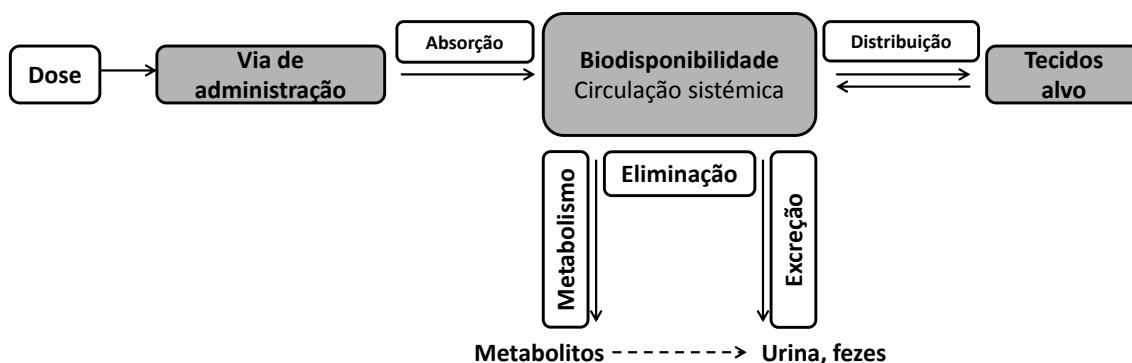 Dose
Via de
administração
Absorção
Biodisponibilidade
Circulação sistémica
Distribuição
Tecidos
alvo
Metabolismo
Eliminação
Excreção
Metabolitos
Urina, fezes